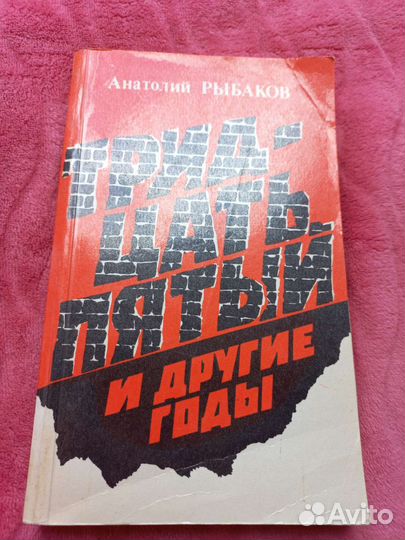 Анатолий РЫБАКОВ
ТРИД-
ЦАТЬ
ПЯТЫЙ
И ДРУГИЕ
ГОДЫ
Avito